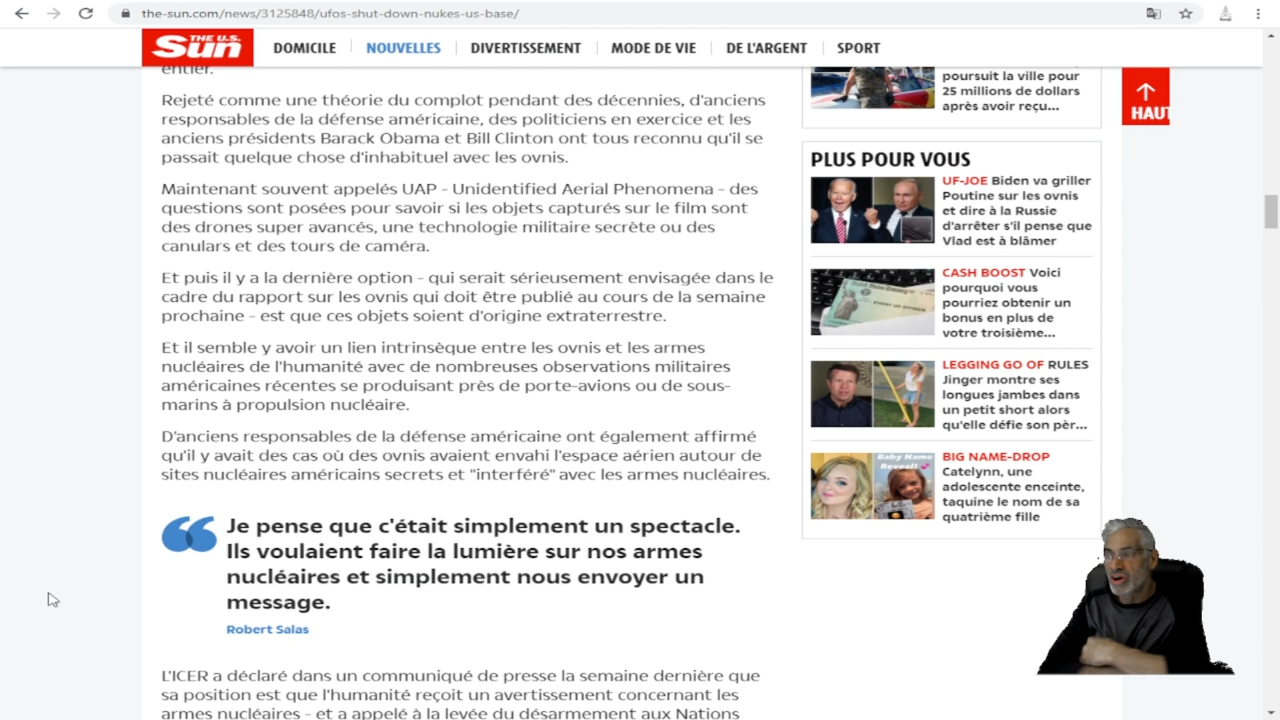 the-sun.com/news/3125848/ufos-shut-down-nukes-us-base/
THE U.S. Sun
DOMICILE
NOUVELLES
DIVERTISSEMENT
MODE DE VIE
DE L'ARGENT
SPORT
entier.
Rejeté comme une théorie du complot pendant des décennies, d'anciens
responsables de la défense américaine, des politiciens en exercice et les
anciens présidents Barack Obama et Bill Clinton ont tous reconnu qu'il se
passait quelque chose d'inhabituel avec les ovnis.
Maintenant souvent appelés UAP - Unidentified Aerial Phenomena - des
questions sont posées pour savoir si les objets capturés sur le film sont
des drones super avancés, une technologie militaire secrète ou des
canulars et des tours de caméra.
Et puis il y a la dernière option - qui serait sérieusement envisagée dans le
cadre du rapport sur les ovnis qui doit être publié au cours de la semaine
prochaine - est que ces objets soient d'origine extraterrestre.
Et il semble y avoir un lien intrinsèque entre les ovnis et les armes
nucléaires de l'humanité avec de nombreuses observations militaires
américaines récentes se produisant près de porte-avions ou de sous-
marins à propulsion nucléaire.
D'anciens responsables de la défense américaine ont également affirmé
qu'il y avait des cas où des ovnis avaient envahi l'espace aérien autour de
sites nucléaires américains secrets et "interféré" avec les armes nucléaires.
Je pense que c'était simplement un spectacle.
Ils voulaient faire la lumière sur nos armes
nucléaires et simplement nous envoyer un
message.
Robert Salas
L'ICER a déclaré dans un communiqué de presse la semaine dernière que
sa position est que l'humanité reçoit un avertissement concernant les
armes nucléaires - et a appelé à la levée du désarmement aux Nations
poursuit la ville pour
25 millions de dollars
après avoir reçu...
HAUT
PLUS POUR VOUS
UF-JOE Biden va griller
Poutine sur les ovnis
et dire à la Russie
d'arrêter s'il pense que
Vlad est à blâmer
CASH BOOST Voici
pourquoi vous
pourriez obtenir un
bonus en plus de
votre troisième...
LEGGING GO OF RULES
Jinger montre ses
longues jambes dans
un petit short alors
qu'elle défie son pèr...
Baby Name
Reveal!
BIG NAME-DROP
Catelynn, une
adolescente enceinte,
taquine le nom de sa
quatrième fille